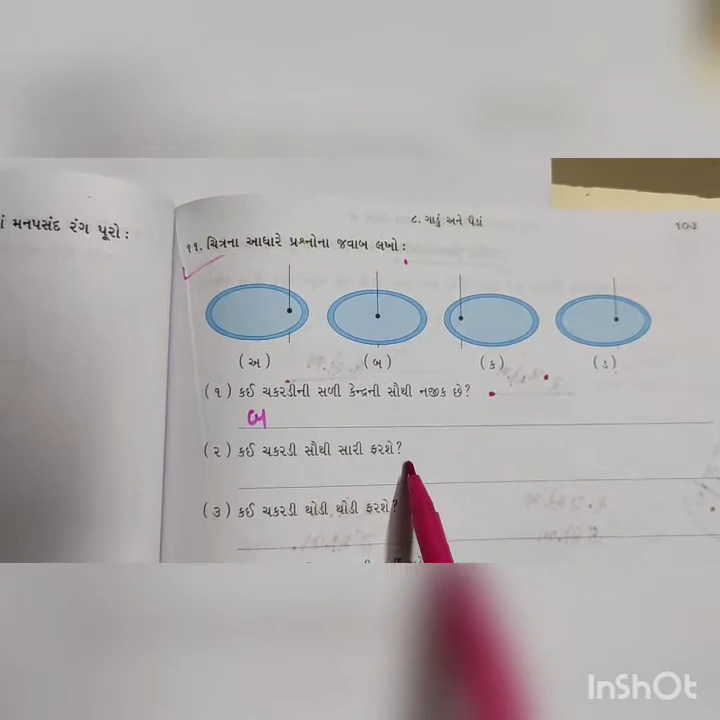 ં મનપસંદ રંગ પૂરો :
૮. ગાડું અને પૈડાં
103
૧૧. ચિત્રના આધારે પ્રશ્નોના જવાબ લખો :
(અ) (બ) (ક) (ડ)
(૧) કઈ ચકરડીની સળી કેન્દ્રની સૌથી નજીક છે?
બ
(૨) કઈ ચકરડી સૌથી સારી ફરશે?
(૩) કઈ ચકરડી થોડી થોડી ફરશે?
InShOt